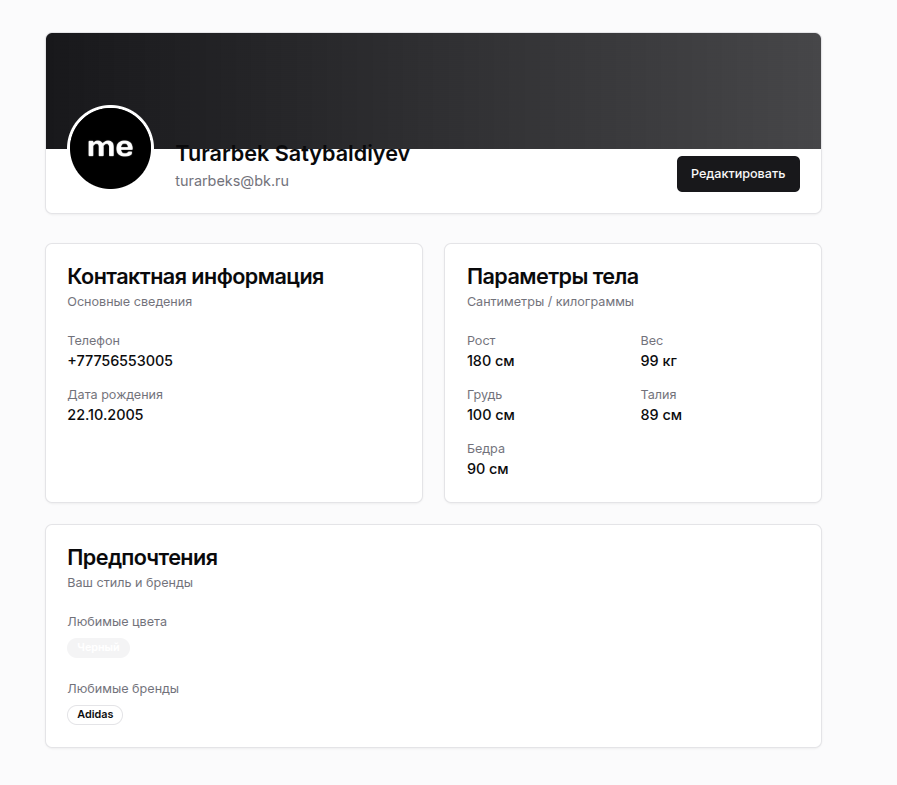 me
Turarbek Satybaldiyev
turarbeks@bk.ru
Редактировать
Контактная информация
Основные сведения
Телефон
+77756553005
Дата рождения
22.10.2005
Параметры тела
Сантиметры / килограммы
Рост
180 см
Вес
99 кг
Грудь
100 см
Талия
89 см
Бедра
90 см
Предпочтения
Ваш стиль и бренды
Любимые цвета
Черный
Любимые бренды
Adidas